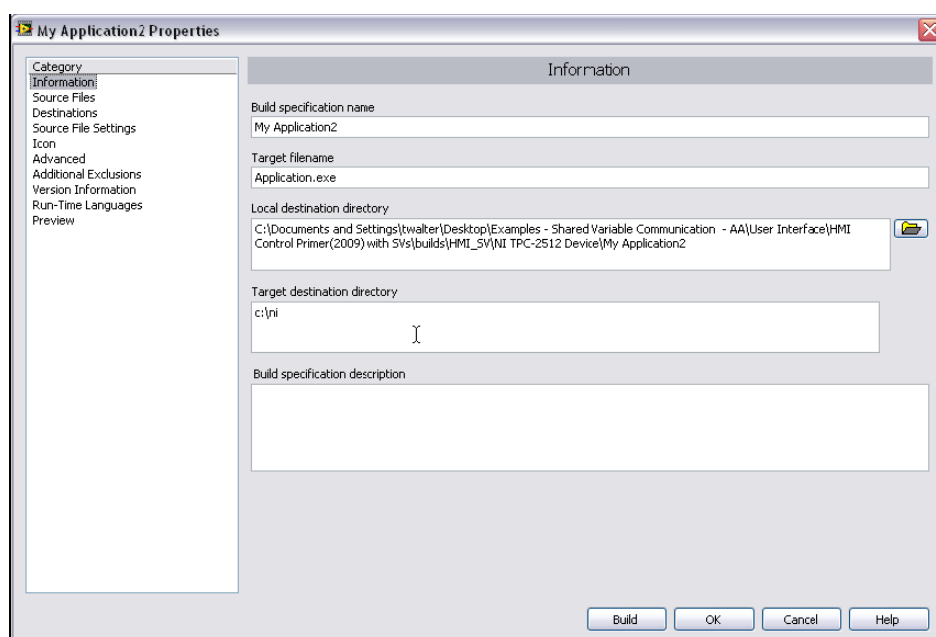 My Application2 Properties
Category
Information
Source Files
Destinations
Source File Settings
Icon
Advanced
Additional Exclusions
Version Information
Run-Time Languages
Preview
Information
Build specification name
My Application2
Target filename
Application.exe
Local destination directory
C:\Documents and Settings\twalter\Desktop\Examples - Shared Variable Communication - AA\User Interface\HMI
Control Primer(2009) with SVs\builds\HMI_SV\NI TPC-2512 Device\My Application2
Target destination directory
c:\ni
Build specification description
Build
OK
Cancel
Help